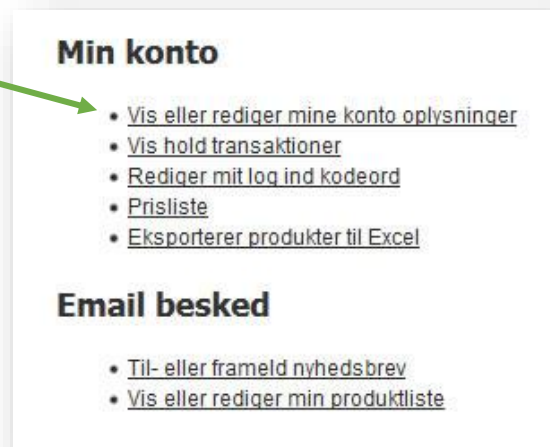 Min konto
Vis eller rediger mine konto oplysninger
Vis hold transaktioner
Rediger mit log ind kodeord
Prisliste
Eksporterer produkter til Excel
Email besked
Til- eller frameld nyhedsbrev
Vis eller rediger min produktliste